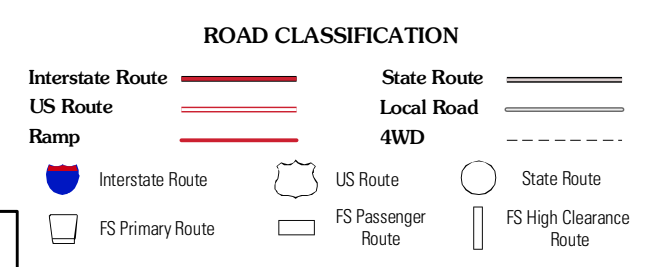 ROAD CLASSIFICATION
Interstate Route
State Route
US Route
Local Road
Ramp
4WD
Interstate Route
US Route
State Route
FS Primary Route
FS Passenger
Route
FS High Clearance
Route